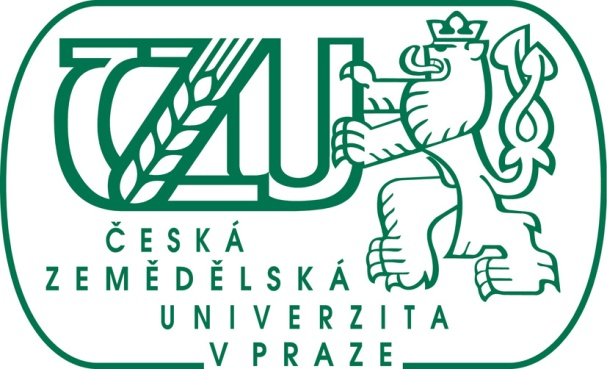 ČZU
ČESKÁ
ZEMĚDĚLSKÁ
UNIVERZITA
V PRAZE